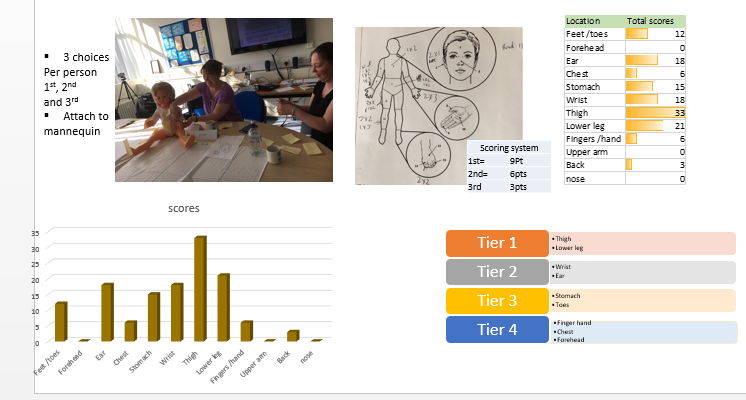 ▪ 3 choices
Per person
1st, 2nd
and 3rd
▪ Attach to
mannequin
2X3
2X2
Scoring system
1st= 9Pt
2nd= 6pts
3rd 3pts
Location Total scores
Feet /toes 12
Forehead 0
Ear 18
Chest 6
Stomach 15
Wrist 18
Thigh 33
Lower leg 21
Fingers /hand 6
Upper arm 0
Back 3
nose 0
scores
35
30
25
20
15
10
5
0
Feet /toes
Forehead
Ear
Chest
Stomach
Wrist
Thigh
Lower leg
Fingers /hand
Upper arm
Back
nose
Tier 1
•Thigh
•Lower leg
Tier 2
•Wrist
•Ear
Tier 3
•Stomach
•Toes
Tier 4
•Finger hand
•Chest
•Forehead